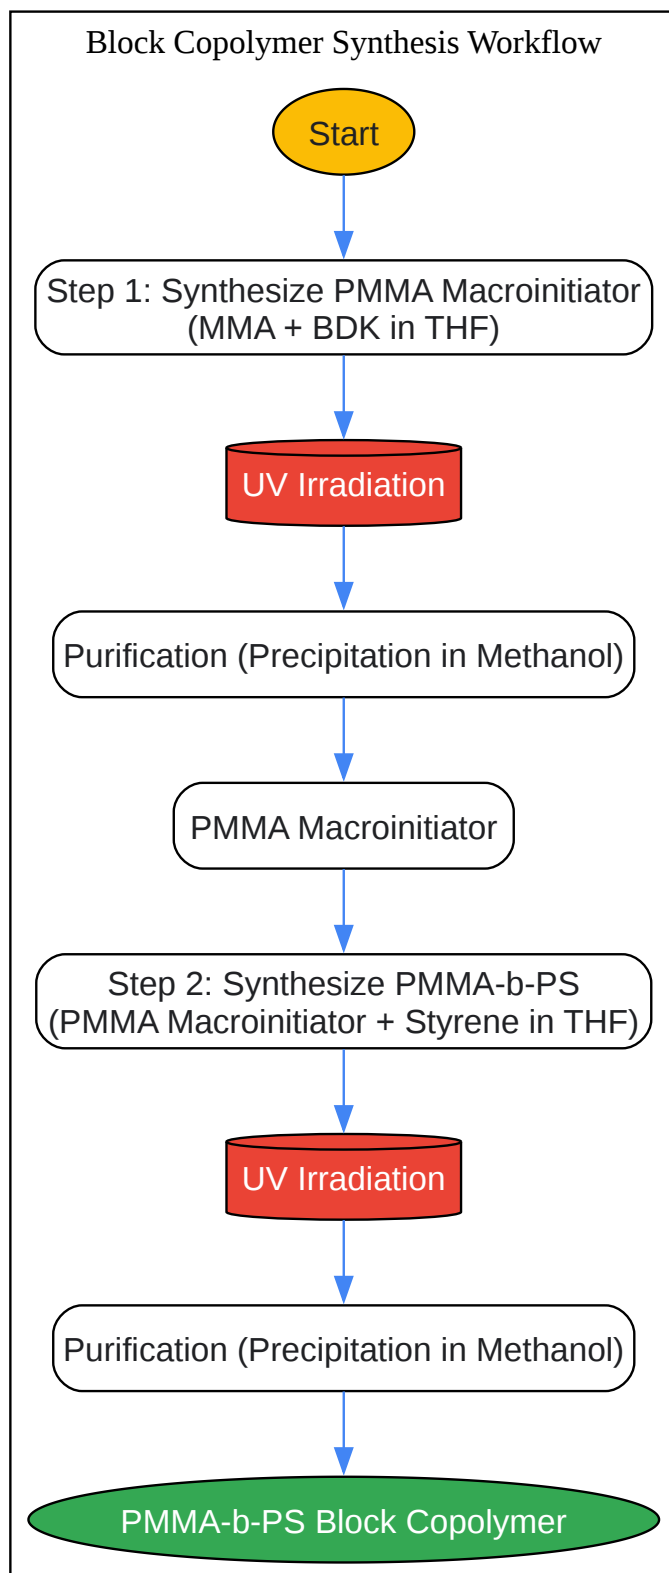 Block Copolymer Synthesis Workflow
Start
Step 1: Synthesize PMMA Macroinitiator
(MMA + BDK in THF)
UV Irradiation
Purification (Precipitation in Methanol)
PMMA Macroinitiator
Step 2: Synthesize PMMA-b-PS
(PMMA Macroinitiator + Styrene in THF)
UV Irradiation
Purification (Precipitation in Methanol)
PMMA-b-PS Block Copolymer